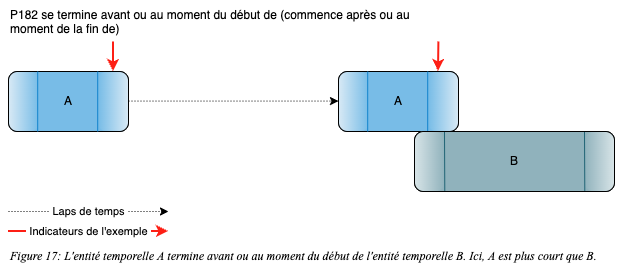 P182 se termine avant ou au moment du début de (commence après ou au
moment de la fin de)
A
A
B
Laps de temps
Indicateurs de l'exemple
Figure 17: L'entité temporelle A termine avant ou au moment du début de l'entité temporelle B. Ici, A est plus court que B.